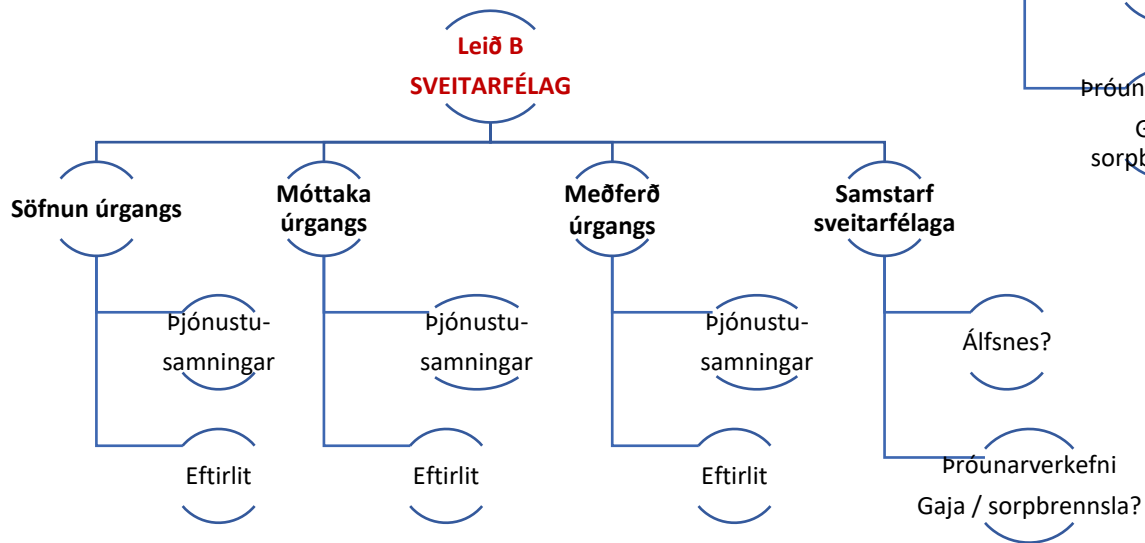 Leið B
SVEITARFÉLAG
Söfnun úrgangs
Móttaka
úrgangs
Meðferð
úrgangs
Samstarf
sveitarfélaga
Þjónustu-
samningar
Þjónustu-
samningar
Þjónustu-
samningar
Álfsnes?
Eftirlit
Eftirlit
Eftirlit
Þróunarverkefni
Gaja / sorpbrennsla?